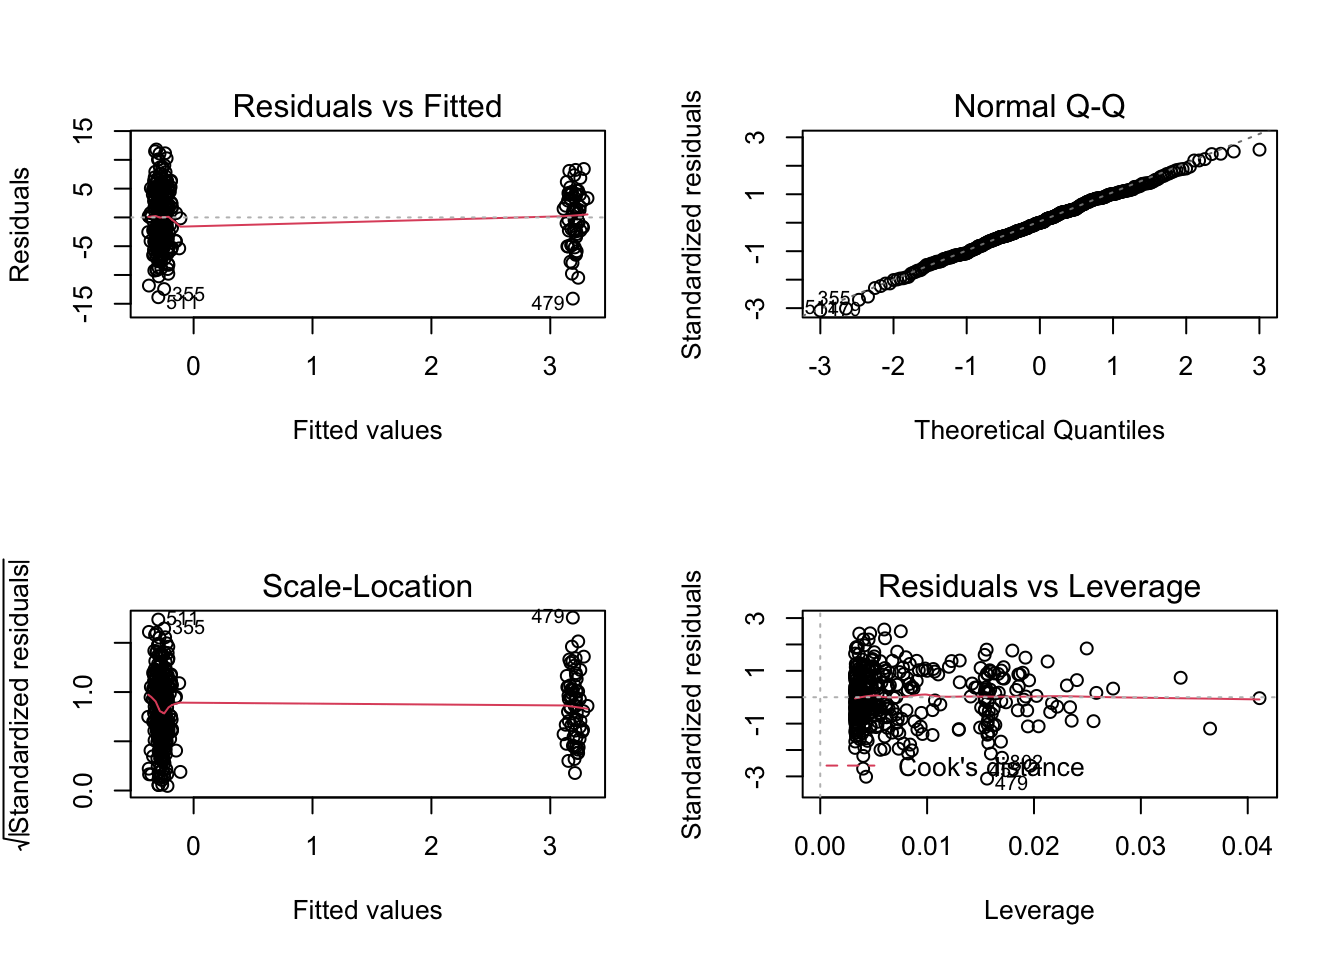 Residuals vs Fitted
Residuals
15
5
-5
-15
355
511
479
0 1 2 3
Fitted values
Normal Q-Q
Standardized residuals
3
1
-1
-3
355
-3 -2 -1 0 1 2 3
Theoretical Quantiles
Scale-Location
√|Standardized residuals|
1.0
0.0
511
355
479
0 1 2 3
Fitted values
Residuals vs Leverage
Standardized residuals
3
1
-1
-3
Cook's distance
479
0.00 0.01 0.02 0.03 0.04
Leverage